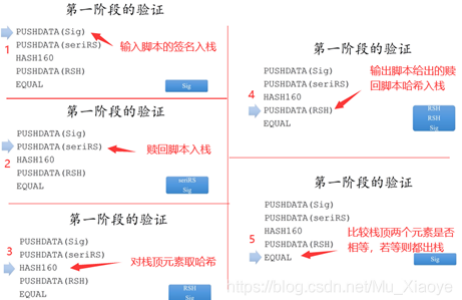 第一阶段的验证
PUSHDATA(Sig)
PUSHDATA(seriRS)
HASH160
PUSHDATA(RSH)
EQUAL
1
输入脚本的签名入栈
Sig
第一阶段的验证
PUSHDATA(Sig)
PUSHDATA(seriRS)
HASH160
PUSHDATA(RSH)
EQUAL
2
赎回脚本入栈
seriRS
Sig
第一阶段的验证
PUSHDATA(Sig)
PUSHDATA(seriRS)
HASH160
PUSHDATA(RSH)
EQUAL
3
对栈顶元素取哈希
RSH
Sig
第一阶段的验证
PUSHDATA(Sig)
PUSHDATA(seriRS)
HASH160
PUSHDATA(RSH)
EQUAL
4
输出脚本给出的赎
回脚本哈希入栈
RSH
RSH
Sig
第一阶段的验证
PUSHDATA(Sig)
PUSHDATA(seriRS)
HASH160
PUSHDATA(RSH)
EQUAL
5
比较栈顶两个元素是否
相等，若等则都出栈
Sig
https://blog.csdn.net/Mu_Xiaoye